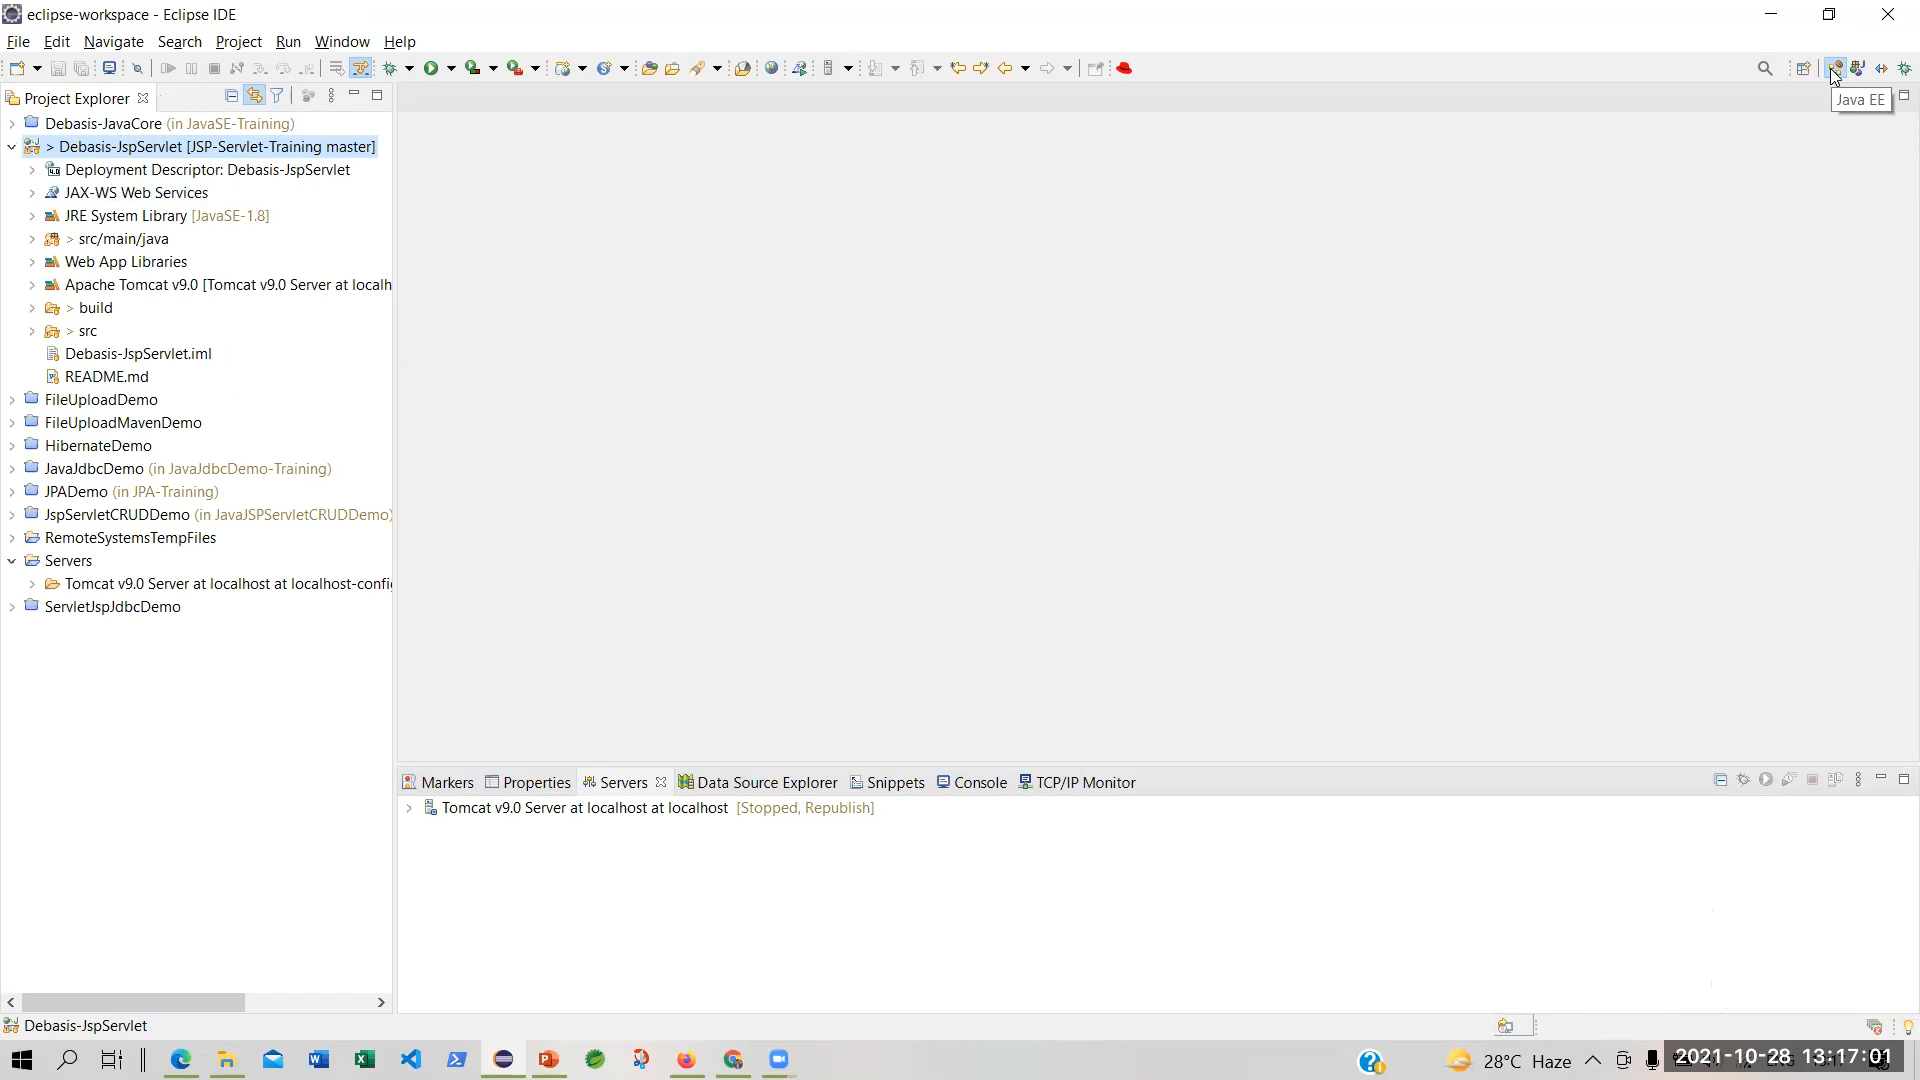 eclipse-workspace - Eclipse IDE
File Edit Navigate Search Project Run Window Help
Java EE
Project Explorer
Debasis-JavaCore (in JavaSE-Training)
> Debasis-JspServlet [JSP-Servlet-Training master]
Deployment Descriptor: Debasis-JspServlet
JAX-WS Web Services
JRE System Library [JavaSE-1.8]
> src/main/java
Web App Libraries
Apache Tomcat v9.0 [Tomcat v9.0 Server at localh
> build
> src
Debasis-JspServlet.iml
README.md
FileUploadDemo
FileUploadMavenDemo
HibernateDemo
JavaJdbcDemo (in JavaJdbcDemo-Training)
JPADemo (in JPA-Training)
JspServletCRUDDemo (in JavaJSPServletCRUDDemo)
RemoteSystemsTempFiles
Servers
Tomcat v9.0 Server at localhost at localhost-confi
ServletJspJdbcDemo
Markers Properties Servers Data Source Explorer Snippets Console TCP/IP Monitor
Tomcat v9.0 Server at localhost at localhost [Stopped, Republish]
Debasis-JspServlet
28°C Haze
2021-10-28 13:17:01